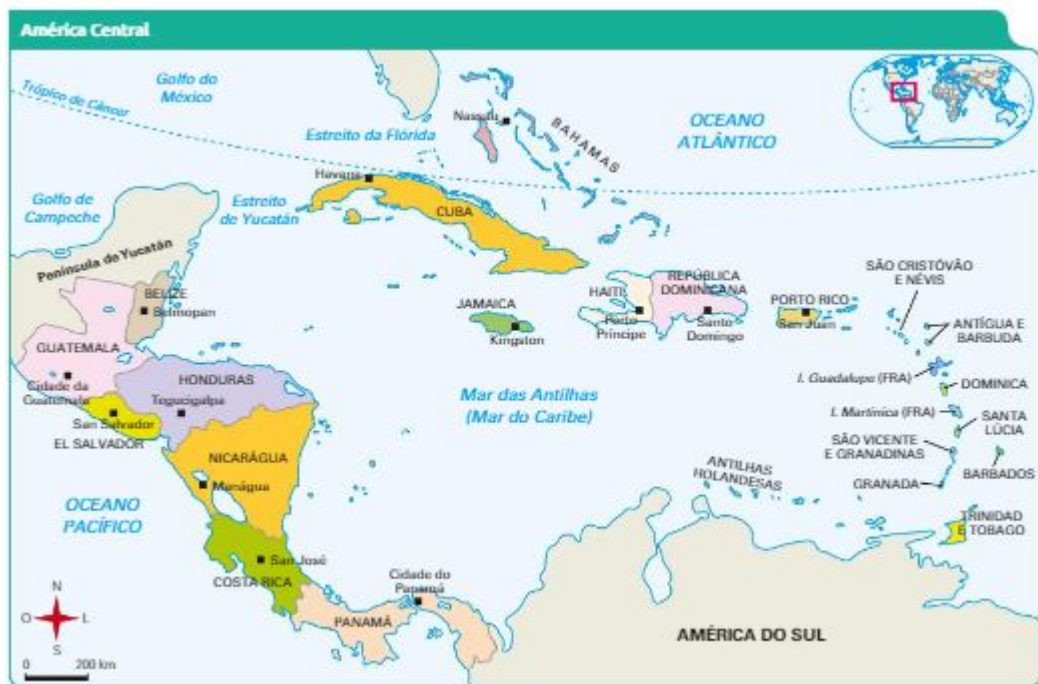 América Central
Golfo do
México
Trópico de Câncer
Estreito da Flórida
Nassau
BAHAMAS
OCEANO
ATLÂNTICO
Havana
Golfo de
Campeche
Estreito
de Yucatán
CUBA
Península de Yucatán
BELIZE
Belmopan
JAMAICA
Kingston
HAITI
Porto
Príncipe
REPÚBLICA
DOMINICANA
Santo
Domingo
PORTO RICO
San Juan
SÃO CRISTÓVÃO
E NÉVIS
ANTÍGUA E
BARBUDA
GUATEMALA
Cidade da
Guatemala
HONDURAS
Tegucigalpa
San Salvador
EL SALVADOR
Mar das Antilhas
(Mar do Caribe)
I. Guadalupe (FRA)
DOMINICA
I. Martinica (FRA)
SANTA
LÚCIA
SÃO VICENTE
E GRANADINAS
BARBADOS
GRANADA
NICARÁGUA
Manágua
ANTILHAS
HOLANDESAS
TRINIDAD
E TOBAGO
OCEANO
PACÍFICO
San José
COSTA RICA
Cidade do
Panamá
PANAMÁ
AMÉRICA DO SUL
N
O
L
S
0 200 km